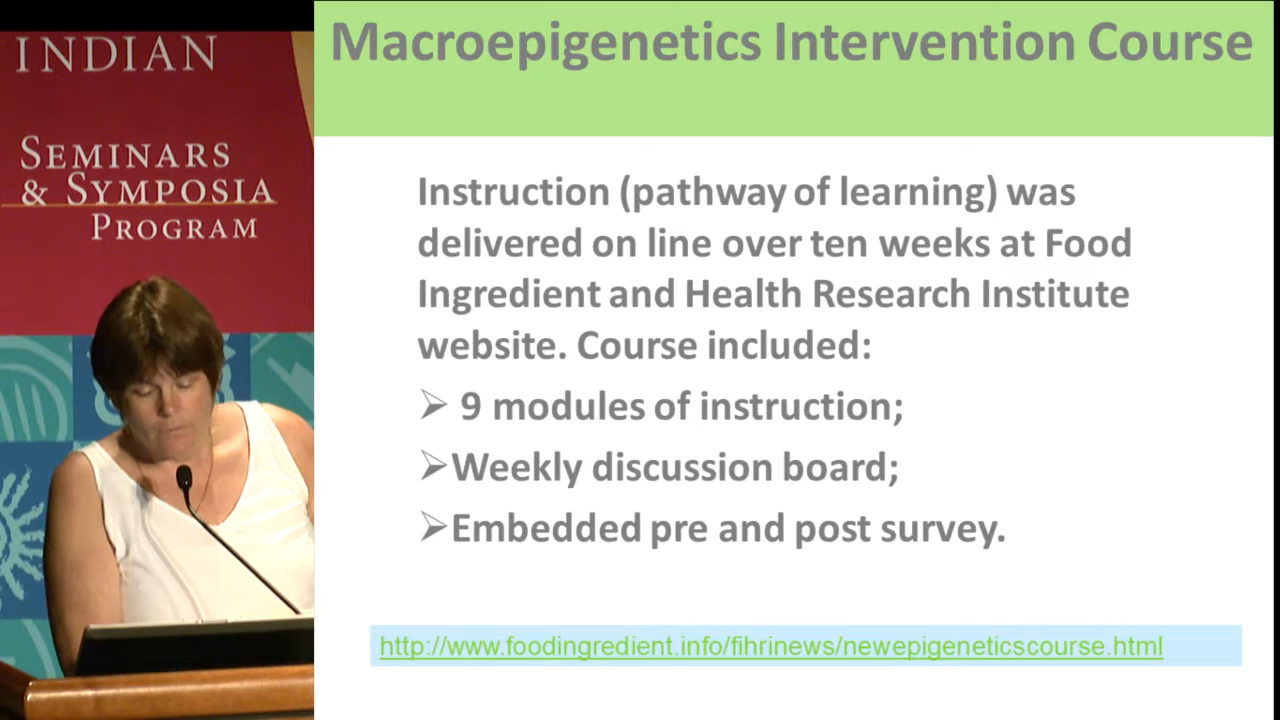 INDIAN
SEMINARS
& SYMPOSIA
PROGRAM
Macroepigenetics Intervention Course
Instruction (pathway of learning) was
delivered on line over ten weeks at Food
Ingredient and Health Research Institute
website. Course included:
➢ 9 modules of instruction;
➢Weekly discussion board;
➢Embedded pre and post survey.
http://www.foodingredient.info/fihrinews/newepigeneticscourse.html